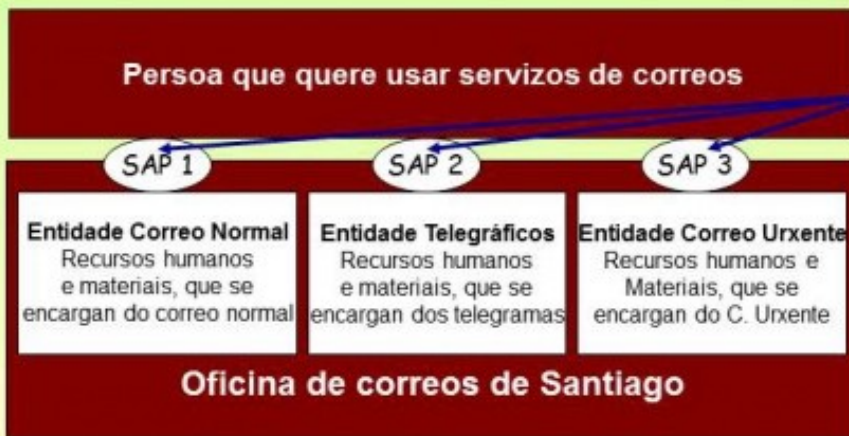 Persoa que quere usar servizos de correos
SAP 1
SAP 2
SAP 3
Entidade Correo Normal
Recursos humanos
e materiais, que se
encargan do correo normal
Entidade Telegráficos
Recursos humanos
e materiais, que se
encargan dos telegramas
Entidade Correo Urxente
Recursos humanos e
Materiais, que se
encargan do C. Urxente
Oficina de correos de Santiago